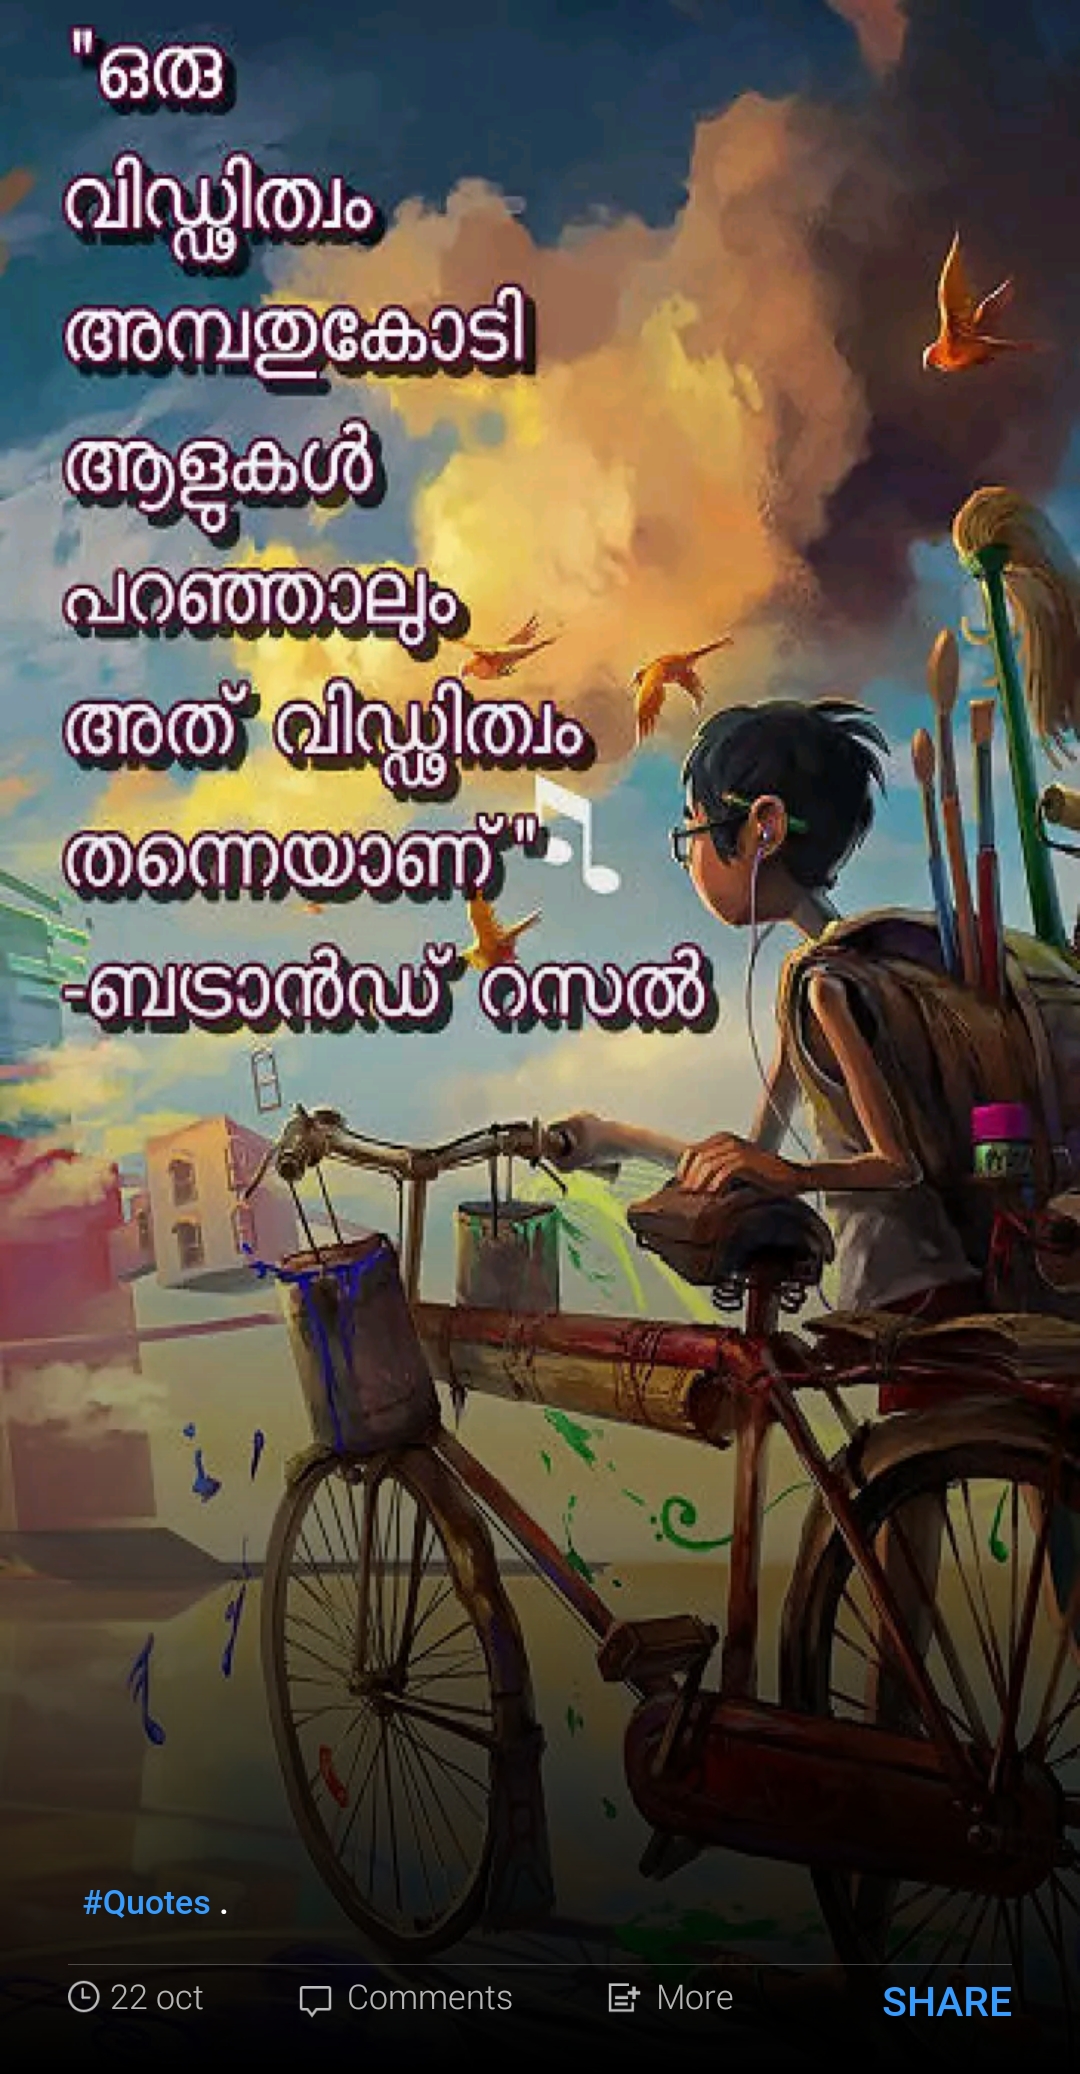 "ഒരു
വിഡ്ഢിത്വം
അമ്പതുകോടി
ആളുകൾ
പറഞ്ഞാലും
അത് വിഡ്ഢിത്വം
തന്നെയാണ്"
-ബട്രാൻഡ് റസൽ
#Quotes .
22 oct Comments More SHARE